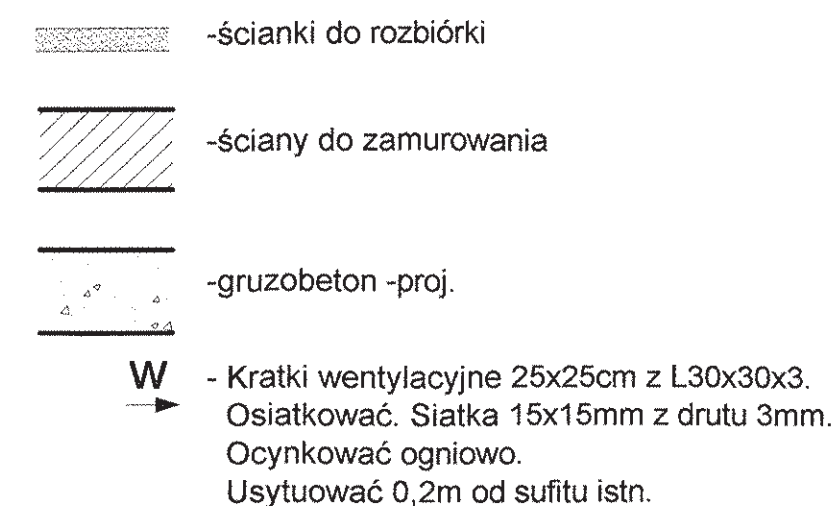 -ścianki do rozbiórki
-ściany do zamurowania
-gruzobeton -proj.
W - Kratki wentylacyjne 25x25cm z L30x30x3.
Osiatkować. Siatka 15x15mm z drutu 3mm.
Ocynkować ogniowo.
Usytuować 0,2m od sufitu istn.